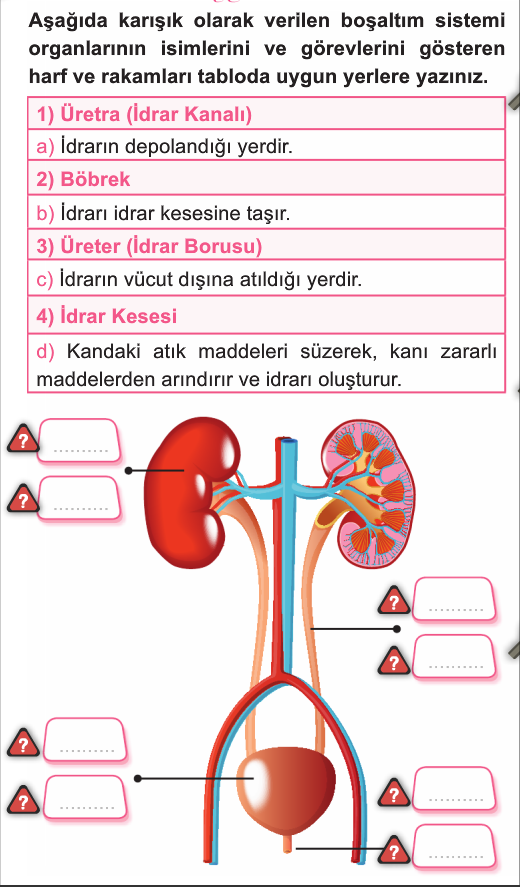 Aşağıda karışık olarak verilen boşaltım sistemi
organlarının isimlerini ve görevlerini gösteren
harf ve rakamları tabloda uygun yerlere yazınız.
1) Üretra (İdrar Kanalı)
a) İdrarın depolandığı yerdir.
2) Böbrek
b) İdrarı idrar kesesine taşır.
3) Üreter (İdrar Borusu)
c) İdrarın vücut dışına atıldığı yerdir.
4) İdrar Kesesi
d) Kandaki atık maddeleri süzerek, kanı zararlı
maddelerden arındırır ve idrarı oluşturur.
? ..........
? ..........
? ..........
? ..........
? ..........
? ..........
? ..........
? ..........